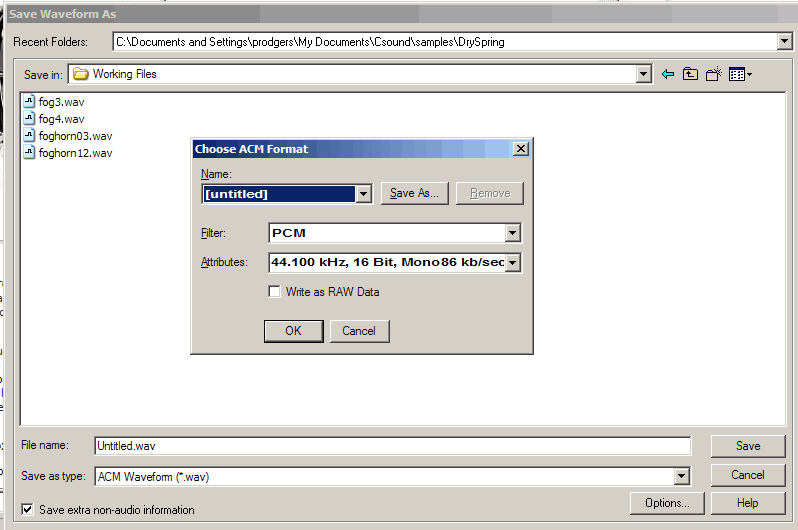 Save Waveform As
Recent Folders: C:\Documents and Settings\prodgers\My Documents\Csound\samples\DrySpring
Save in: Working Files
fog3.wav
fog4.wav
foghorn03.wav
foghorn12.wav
Choose ACM Format
Name:
[untitled] Save As... Remove
Filter: PCM
Attributes: 44.100 kHz, 16 Bit, Mono86 kb/sec
Write as RAW Data
OK Cancel
File name: Untitled.wav Save
Save as type: ACM Waveform (*.wav) Cancel
Save extra non-audio information Options... Help